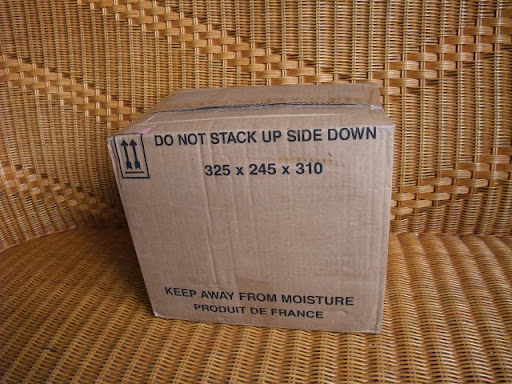 DO NOT STACK UP SIDE DOWN
325 x 245 x 310
KEEP AWAY FROM MOISTURE
PRODUIT DE FRANCE